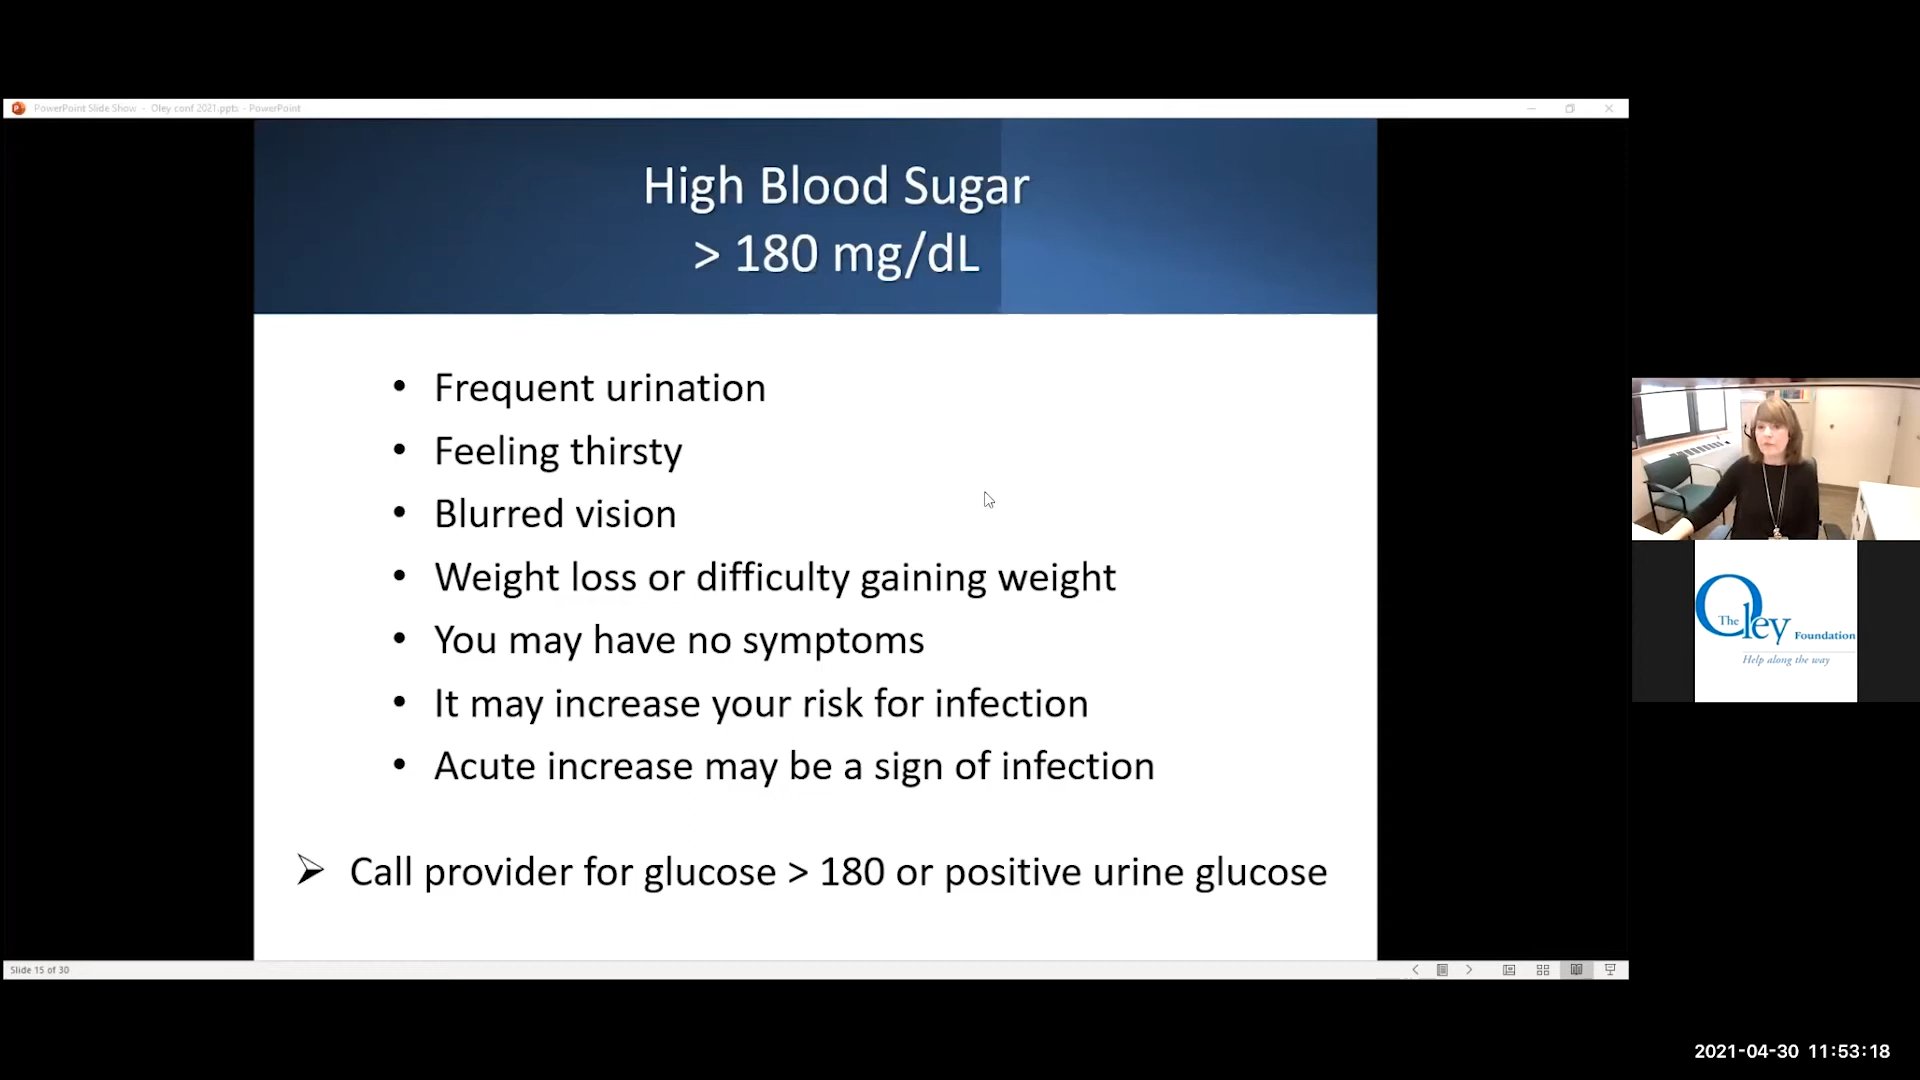 PowerPoint Slide Show - Oley conf 2021.pptx - PowerPoint
High Blood Sugar
> 180 mg/dL
• Frequent urination
• Feeling thirsty
• Blurred vision
• Weight loss or difficulty gaining weight
• You may have no symptoms
• It may increase your risk for infection
• Acute increase may be a sign of infection
➢ Call provider for glucose > 180 or positive urine glucose
Slide 15 of 30
The Oley Foundation
Help along the way
2021-04-30 11:53:18